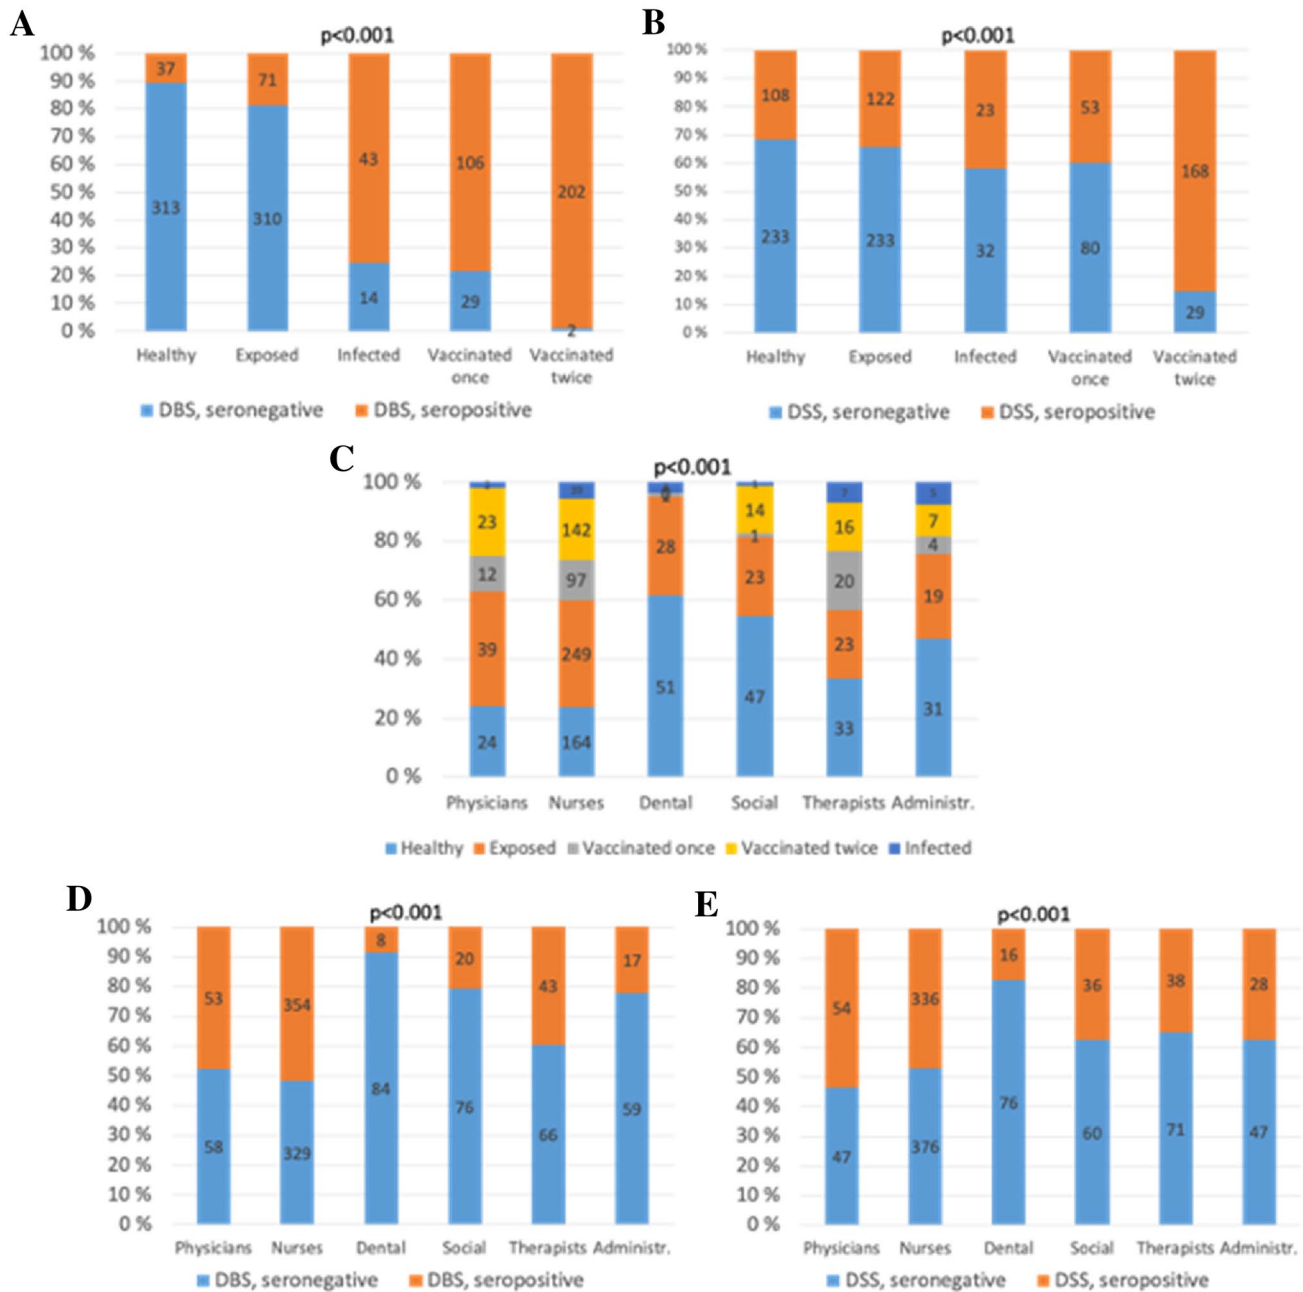 A
p<0.001
100 %
90 %
80 %
70 %
60 %
50 %
40 %
30 %
20 %
10 %
0 %
37 71 43 106 202
313 310 14 29 2
Healthy Exposed Infected Vaccinated once Vaccinated twice
DBS, seronegative DBS, seropositive
B
p<0.001
100 %
90 %
80 %
70 %
60 %
50 %
40 %
30 %
20 %
10 %
0 %
108 122 23 53 168
233 233 32 80 29
Healthy Exposed Infected Vaccinated once Vaccinated twice
DSS, seronegative DSS, seropositive
C
p<0.001
100 %
80 %
60 %
40 %
20 %
0 %
1 7 5
23 142 14 16 7
12 97 1 20 4
39 249 28 23 23 19
24 164 51 47 33 31
Physicians Nurses Dental Social Therapists Administr.
Healthy Exposed Vaccinated once Vaccinated twice Infected
D
p<0.001
100 %
90 %
80 %
70 %
60 %
50 %
40 %
30 %
20 %
10 %
0 %
53 354 8 20 43 17
58 329 84 76 66 59
Physicians Nurses Dental Social Therapists Administr.
DBS, seronegative DBS, seropositive
E
p<0.001
100 %
90 %
80 %
70 %
60 %
50 %
40 %
30 %
20 %
10 %
0 %
54 336 16 36 38 28
47 376 76 60 71 47
Physicians Nurses Dental Social Therapists Administr.
DSS, seronegative DSS, seropositive